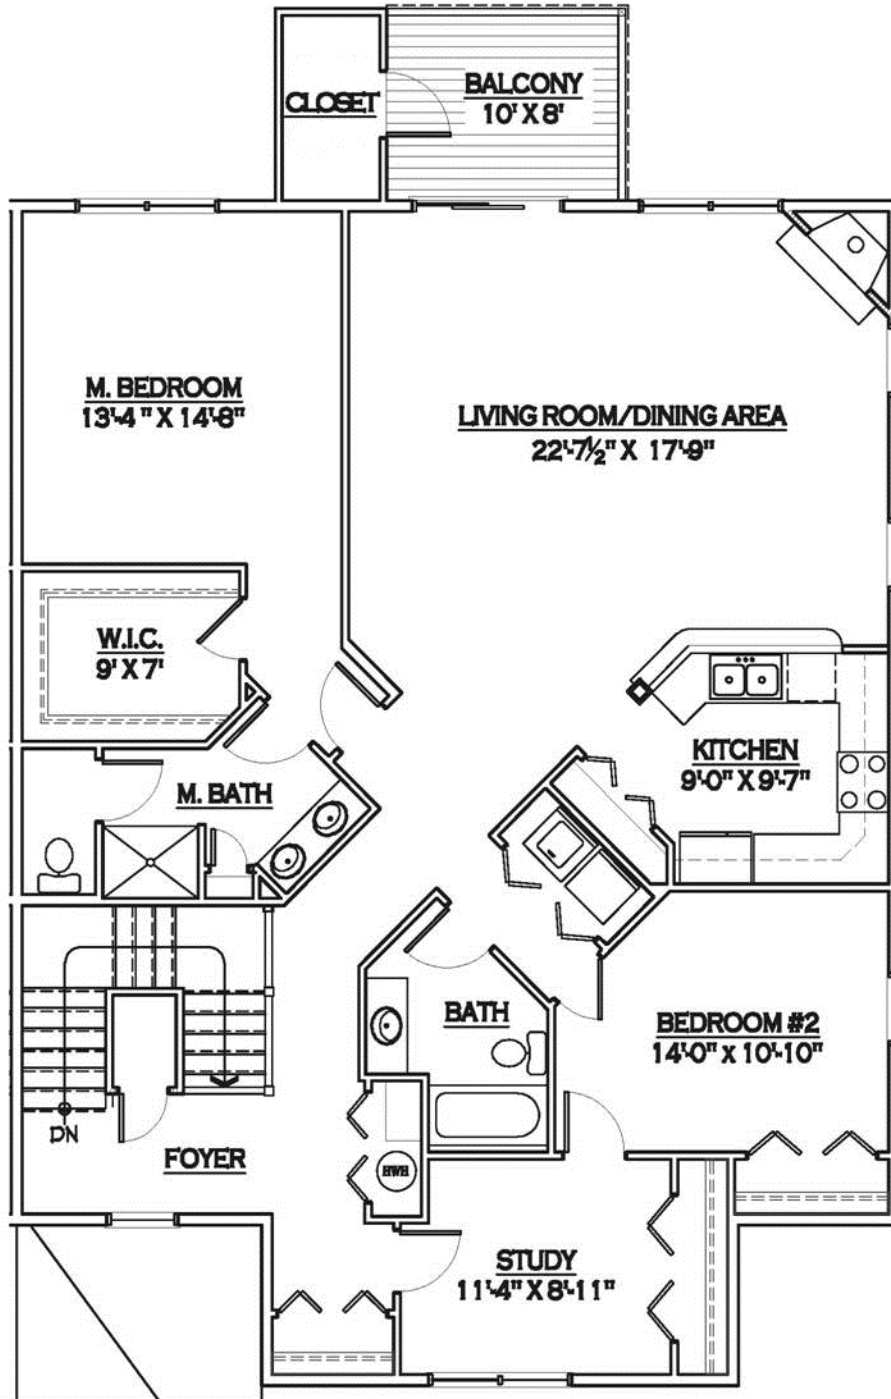 CLOSET
BALCONY
10' X 8'
M. BEDROOM
13'-4" X 14'-8"
LIVING ROOM/DINING AREA
22'-7½" X 17'-9"
W.I.C.
9' X 7'
KITCHEN
9'-0" X 9'-7"
M. BATH
BATH
BEDROOM #2
14'-0" x 10'-10"
DN
FOYER
HWH
STUDY
11'-4" X 8'-11"